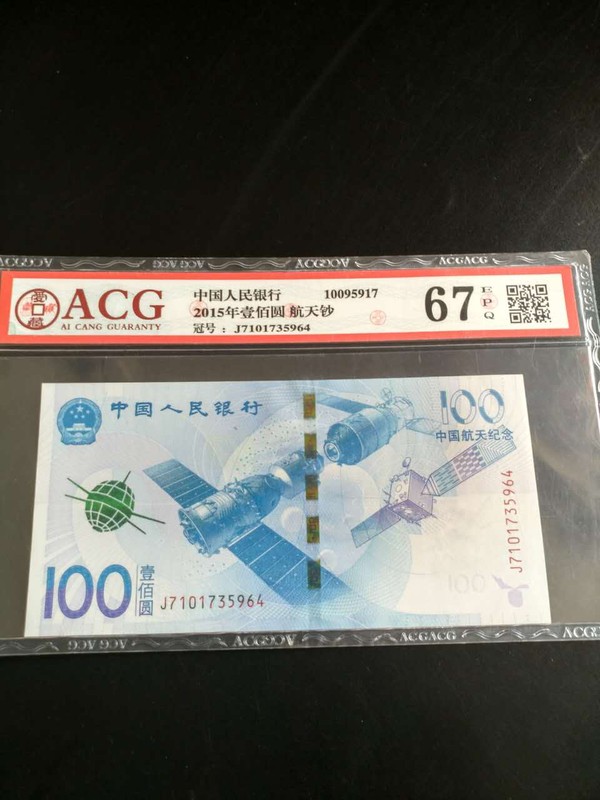 ACGACG
ACG
AI CANG GUARANTY
中国人民银行 10095917
2015年壹佰圆 航天钞
冠号：J7101735964
67
EPQ
中国人民银行
100
中国航天纪念
J7101735964
100
壹佰圆
J7101735964
100
ACGACG